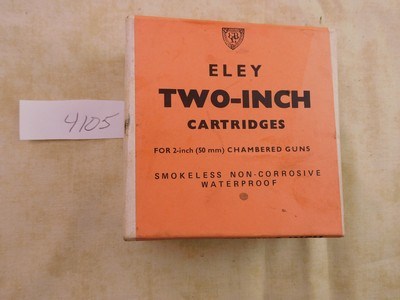 ELEY
TWO-INCH
CARTRIDGES
FOR 2-inch (50 mm) CHAMBERED GUNS
SMOKELESS NON-CORROSIVE
WATERPROOF
4105